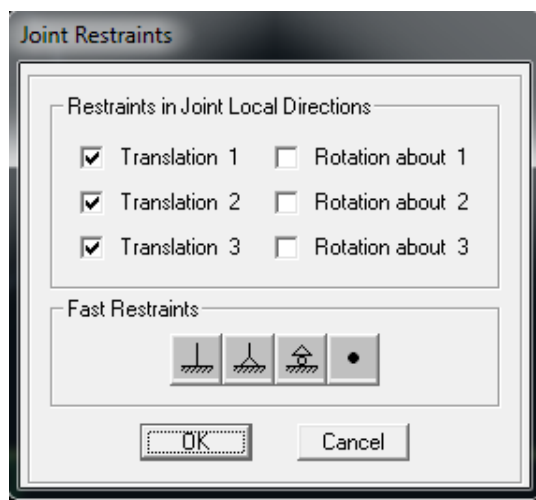 Joint Restraints
Restraints in Joint Local Directions
Translation 1 Rotation about 1
Translation 2 Rotation about 2
Translation 3 Rotation about 3
Fast Restraints
OK Cancel